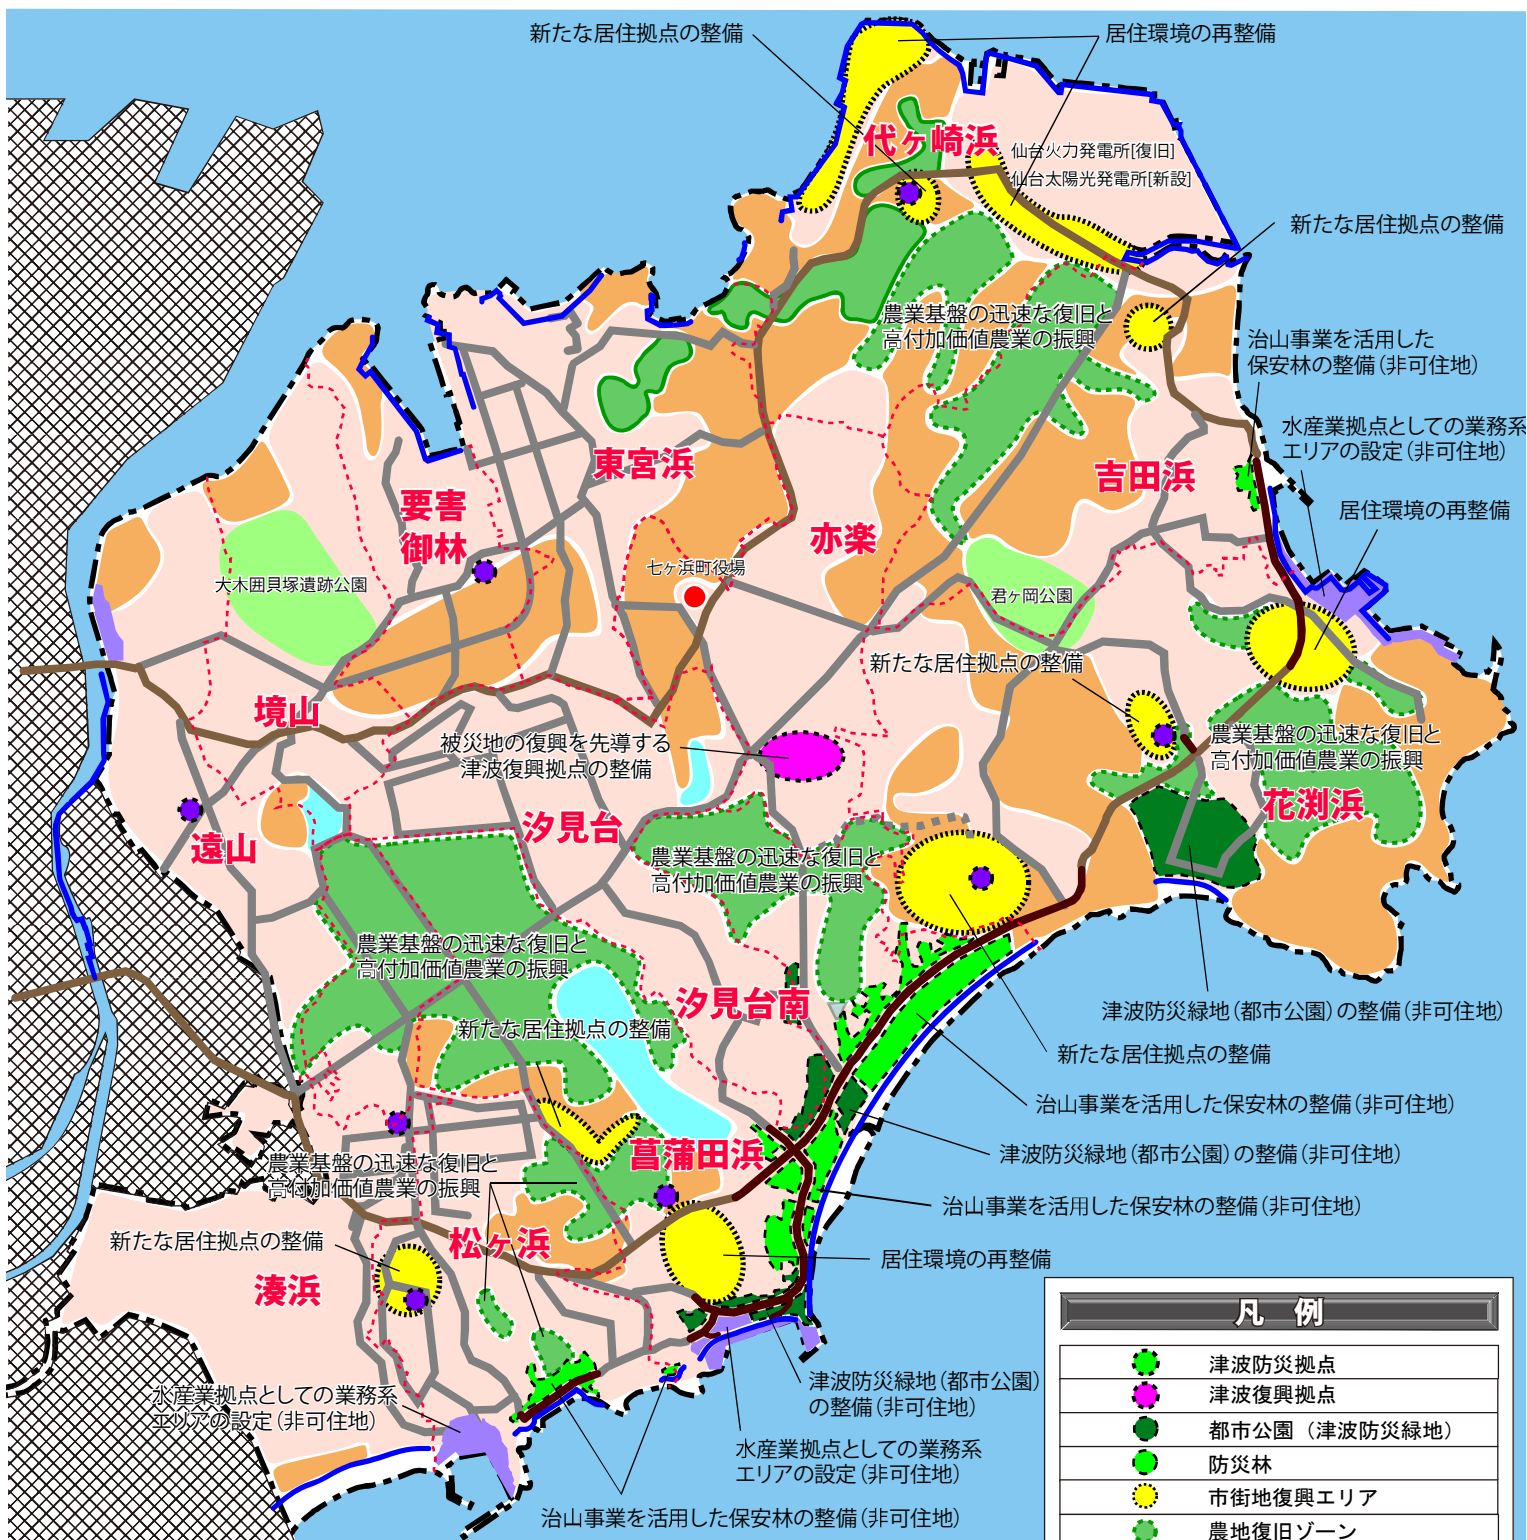 新たな居住拠点の整備
居住環境の再整備
代ヶ崎浜
仙台火力発電所[復旧]
仙台太陽光発電所[新設]
新たな居住拠点の整備
農業基盤の迅速な復旧と
高付加価値農業の振興
治山事業を活用した
保安林の整備(非可住地)
水産業拠点としての業務系
エリアの設定(非可住地)
東宮浜
吉田浜
要害
御林
居住環境の再整備
亦楽
七ヶ浜町役場
大木囲貝塚遺跡公園
君ヶ岡公園
新たな居住拠点の整備
境山
被災地の復興を先導する
津波復興拠点の整備
農業基盤の迅速な復旧と
高付加価値農業の振興
花渕浜
汐見台
遠山
農業基盤の迅速な復旧と
高付加価値農業の振興
農業基盤の迅速な復旧と
高付加価値農業の振興
汐見台南
津波防災緑地(都市公園)の整備(非可住地)
新たな居住拠点の整備
新たな居住拠点の整備
治山事業を活用した保安林の整備(非可住地)
菖蒲田浜
津波防災緑地(都市公園)の整備(非可住地)
農業基盤の迅速な復旧と
高付加価値農業の振興
治山事業を活用した保安林の整備(非可住地)
新たな居住拠点の整備
松ヶ浜
居住環境の再整備
湊浜
水産業拠点としての業務系
エリアの設定(非可住地)
津波防災緑地(都市公園)
の整備(非可住地)
水産業拠点としての業務系
エリアの設定(非可住地)
治山事業を活用した保安林の整備(非可住地)
凡 例
津波防災拠点
津波復興拠点
都市公園（津波防災緑地）
防災林
市街地復興エリア
農地復旧ゾーン